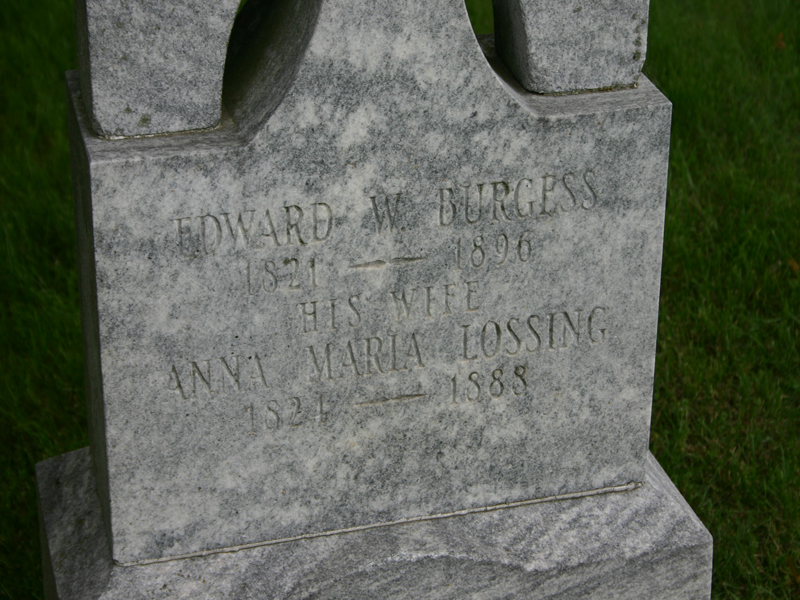 EDWARD W. BURGESS
1821 — 1896
HIS WIFE
ANNA MARIA LOSSING
1824 — 1888